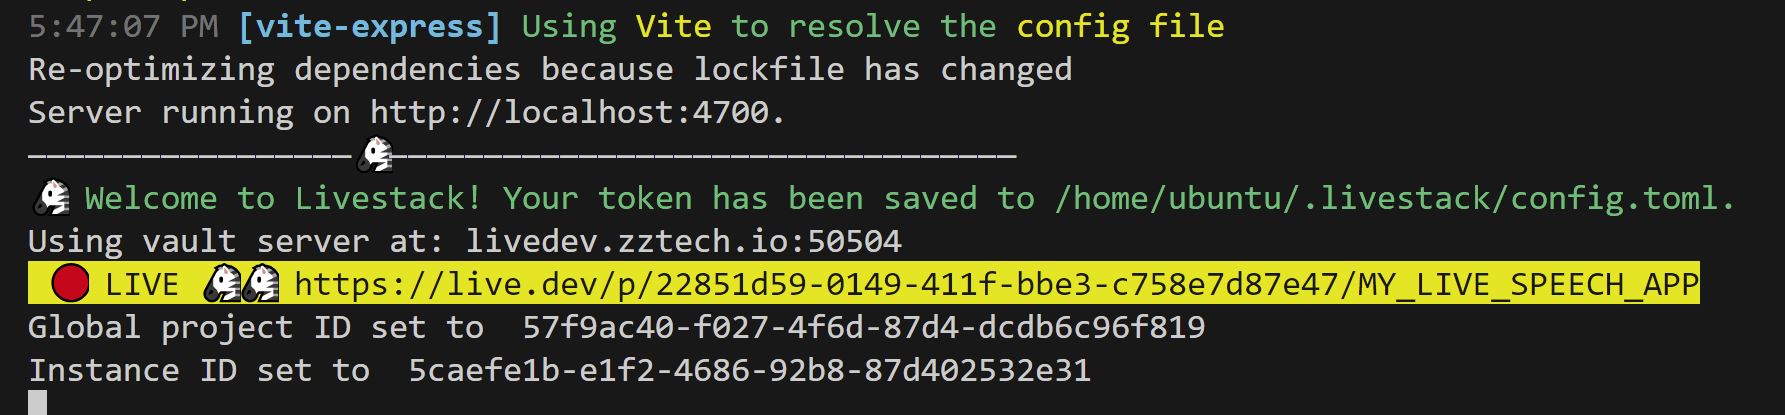 5:47:07 PM [vite-express] Using Vite to resolve the config file
Re-optimizing dependencies because lockfile has changed
Server running on http://localhost:4700.
─────────────────🦓─────────────────────────────────
🦓 Welcome to Livestack! Your token has been saved to /home/ubuntu/.livestack/config.toml.
Using vault server at: livedev.zztech.io:50504
🔴 LIVE 🦓🦓 https://live.dev/p/22851d59-0149-411f-bbe3-c758e7d87e47/MY_LIVE_SPEECH_APP
Global project ID set to  57f9ac40-f027-4f6d-87d4-dcdb6c96f819
Instance ID set to  5caefe1b-e1f2-4686-92b8-87d402532e31